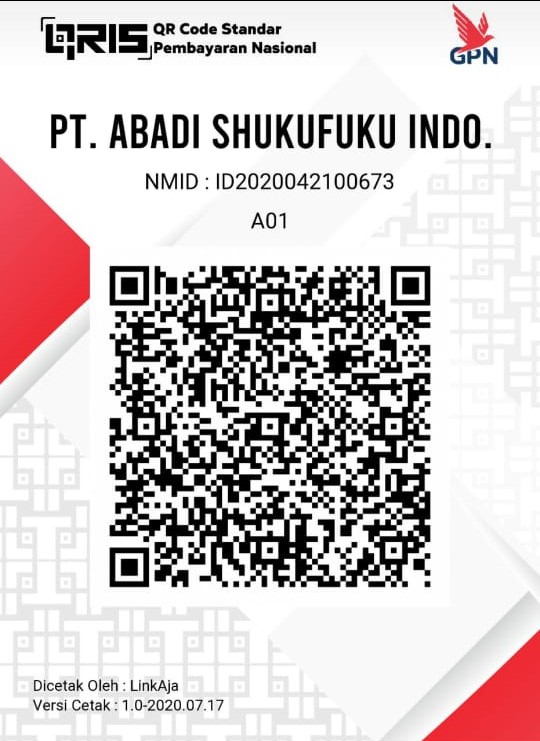 QRIS QR Code Standar
Pembayaran Nasional
GPN
PT. ABADI SHUKUFUKU INDO.
NMID : ID2020042100673
A01
Dicetak Oleh : LinkAja
Versi Cetak : 1.0-2020.07.17